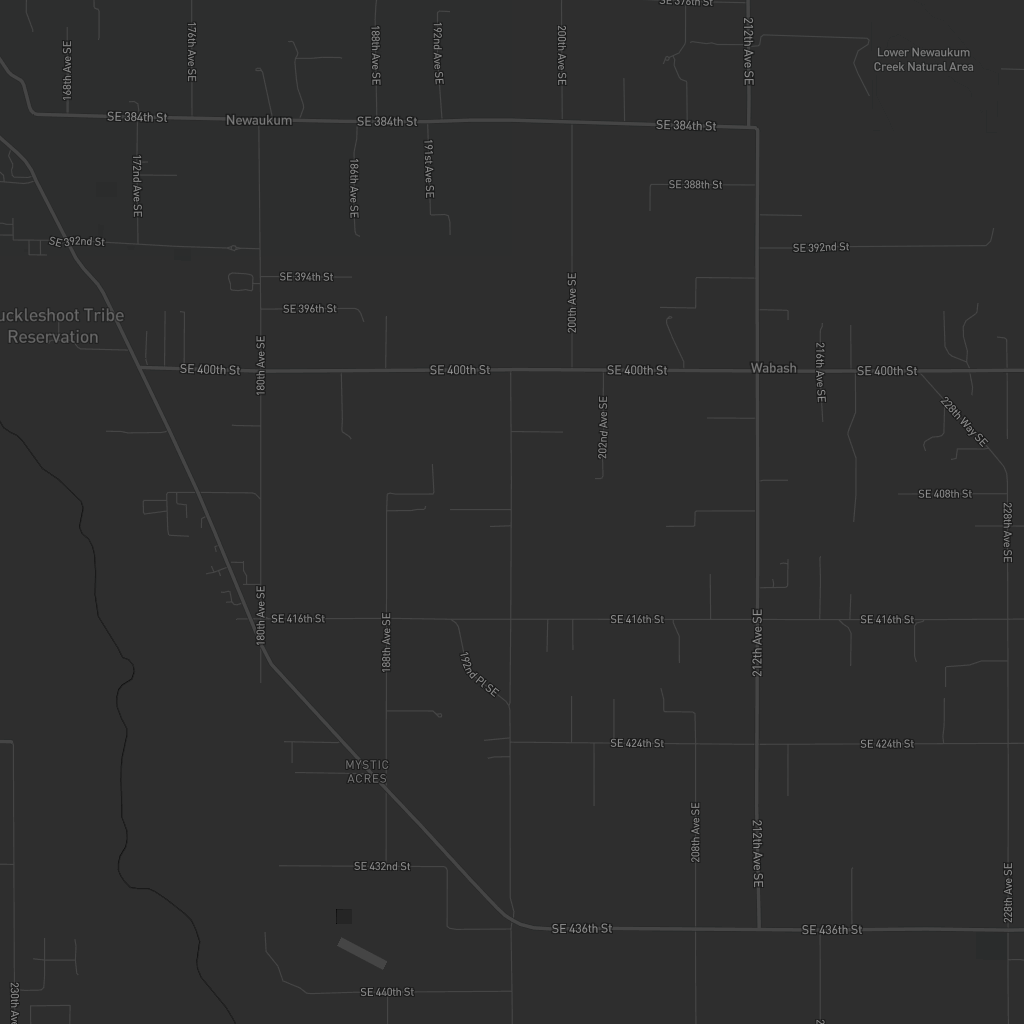 SE 376th St
176th Ave SE
188th Ave SE
192nd Ave SE
200th Ave SE
212th Ave SE
168th Ave SE
Lower Newaukum
Creek Natural Area
SE 384th St
Newaukum
SE 384th St
SE 384th St
172nd Ave SE
186th Ave SE
191st Ave SE
SE 388th St
SE 392nd St
SE 392nd St
SE 394th St
SE 396th St
200th Ave SE
uckleshoot Tribe
Reservation
180th Ave SE
SE 400th St
SE 400th St
SE 400th St
Wabash
216th Ave SE
SE 400th St
202nd Ave SE
228th Way SE
SE 408th St
228th Ave SE
180th Ave SE
SE 416th St
188th Ave SE
SE 416th St
212th Ave SE
SE 416th St
192nd Pl SE
SE 424th St
SE 424th St
MYSTIC
ACRES
208th Ave SE
212th Ave SE
SE 432nd St
228th Ave SE
SE 436th St
SE 436th St
SE 440th St
230th Ave